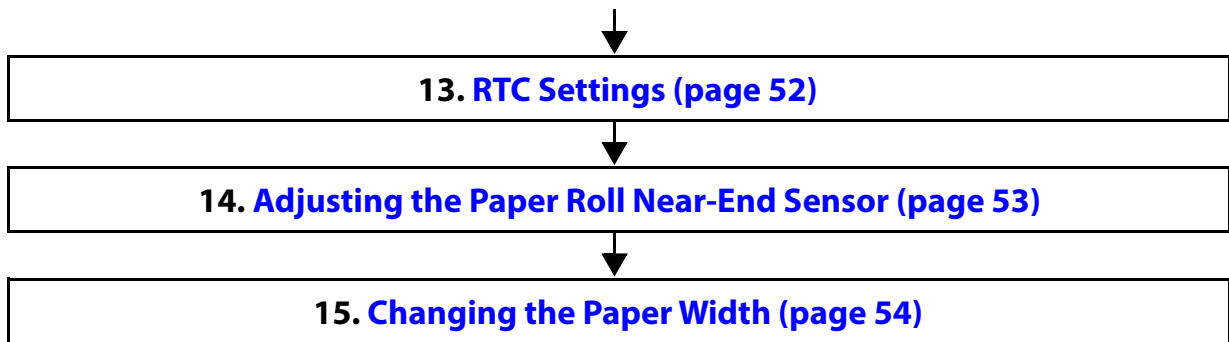 13. RTC Settings (page 52)
14. Adjusting the Paper Roll Near-End Sensor (page 53)
15. Changing the Paper Width (page 54)